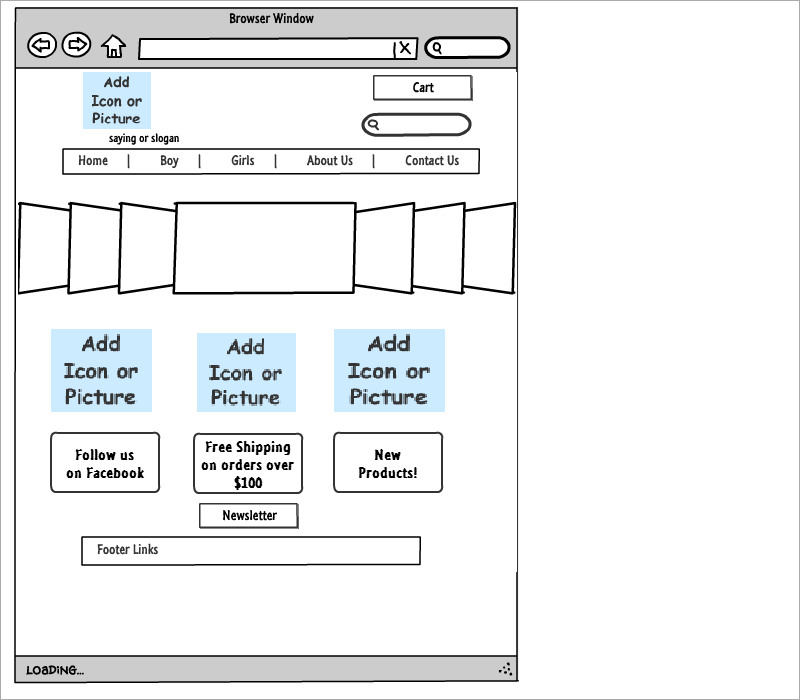 Browser Window
X
Add
Icon or
Picture
Cart
saying or slogan
Home | Boy | Girls | About Us | Contact Us
Add
Icon or
Picture
Add
Icon or
Picture
Add
Icon or
Picture
Follow us
on Facebook
Free Shipping
on orders over
$100
New
Products!
Newsletter
Footer Links
LOADING...